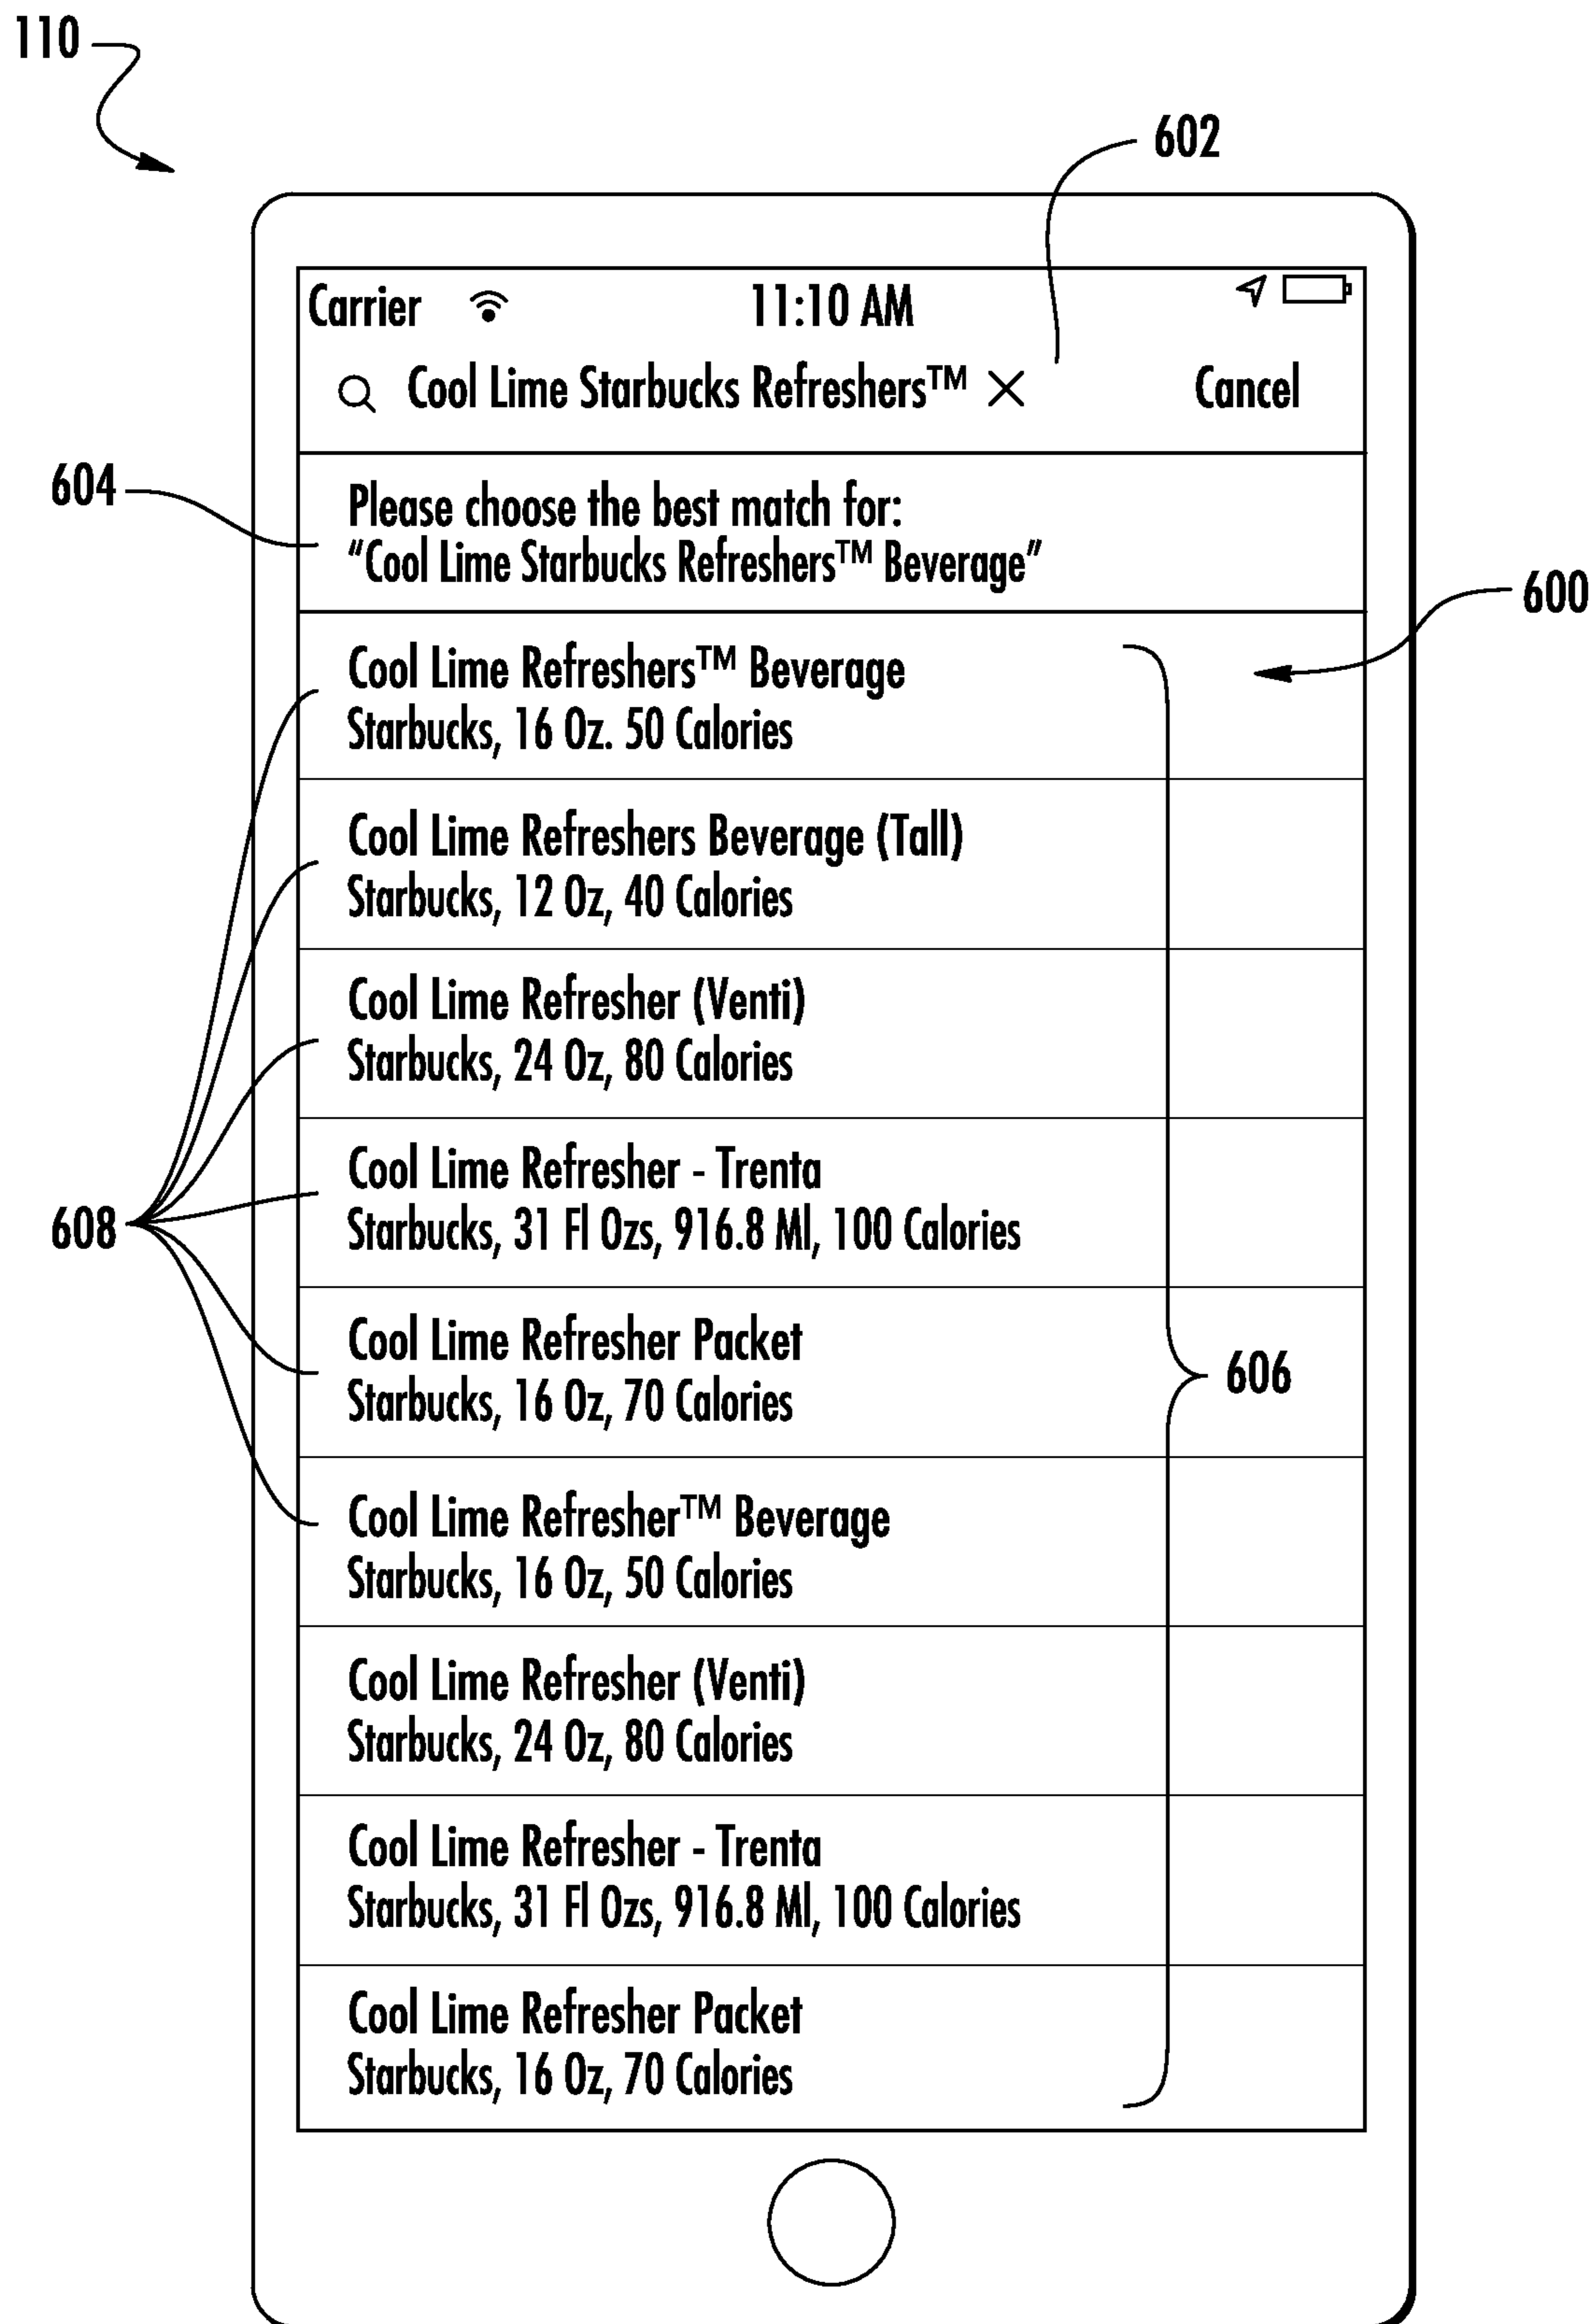 110
602
Carrier 11:10 AM
Cool Lime Starbucks Refreshers™ X Cancel
604
Please choose the best match for:
“Cool Lime Starbucks Refreshers™ Beverage”
600
Cool Lime Refreshers™ Beverage
Starbucks, 16 Oz. 50 Calories
Cool Lime Refreshers Beverage (Tall)
Starbucks, 12 Oz, 40 Calories
Cool Lime Refresher (Venti)
Starbucks, 24 Oz, 80 Calories
Cool Lime Refresher - Trenta
Starbucks, 31 Fl Ozs, 916.8 Ml, 100 Calories
608
Cool Lime Refresher Packet
Starbucks, 16 Oz, 70 Calories
606
Cool Lime Refresher™ Beverage
Starbucks, 16 Oz, 50 Calories
Cool Lime Refresher (Venti)
Starbucks, 24 Oz, 80 Calories
Cool Lime Refresher - Trenta
Starbucks, 31 Fl Ozs, 916.8 Ml, 100 Calories
Cool Lime Refresher Packet
Starbucks, 16 Oz, 70 Calories